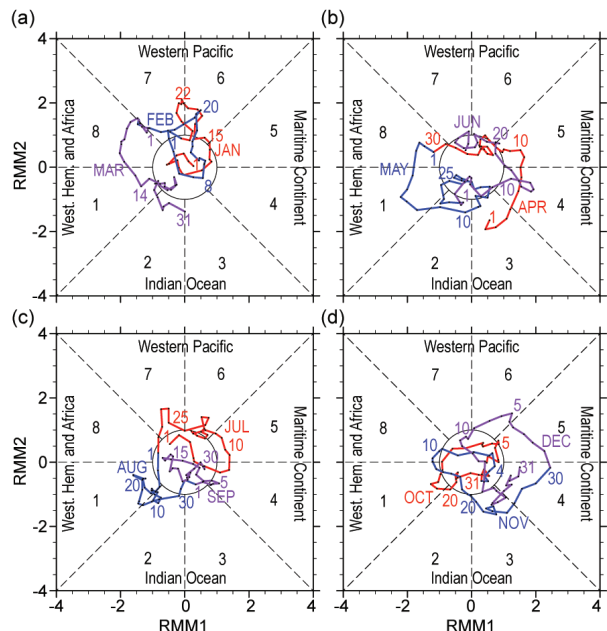 (a)
4
Western Pacific
7
22
6
20
2
FEB
15
8
1
JAN
5
RMM2
0
West. Hem. and Africa
Maritime Continent
MAR
1
8
14
1
31
4
-2
2
3
Indian Ocean
-4
(b)
Western Pacific
7
6
JUN
20
8
30
10
5
1
West. Hem. and Africa
Maritime Continent
MAY
25
1
10
1
10
1
APR
4
2
3
Indian Ocean
(c)
4
Western Pacific
7
6
2
25
JUL
8
1
10
5
RMM2
0
West. Hem. and Africa
Maritime Continent
AUG
15
30
20
1
5
1
10
30
SEP
4
-2
2
3
Indian Ocean
-4
-4
-2
0
2
4
RMM1
(d)
Western Pacific
7
6
5
8
10
DEC
5
10
5
West. Hem. and Africa
Maritime Continent
4
31
30
OCT
31
1
20
20
NOV
4
2
3
Indian Ocean
-4
-2
0
2
4
RMM1